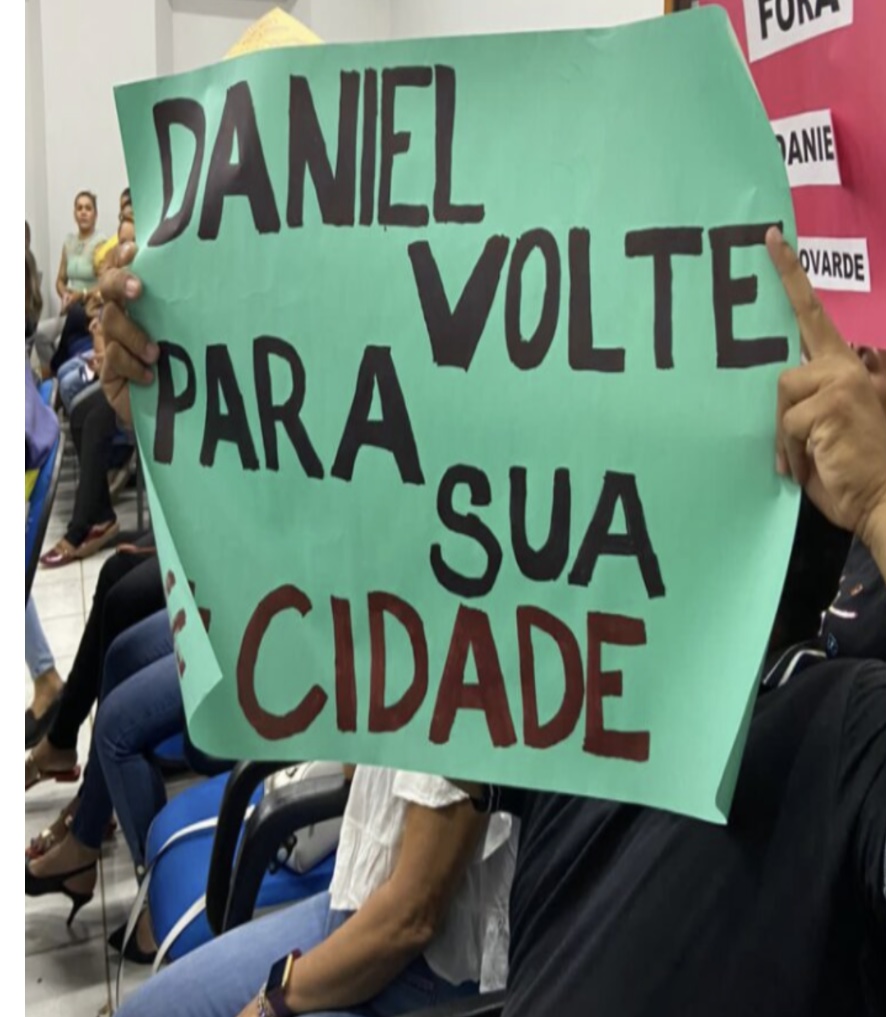 DANIEL
VOLTE
PARA
SUA
CIDADE
FORA
DANIE
OVARDE